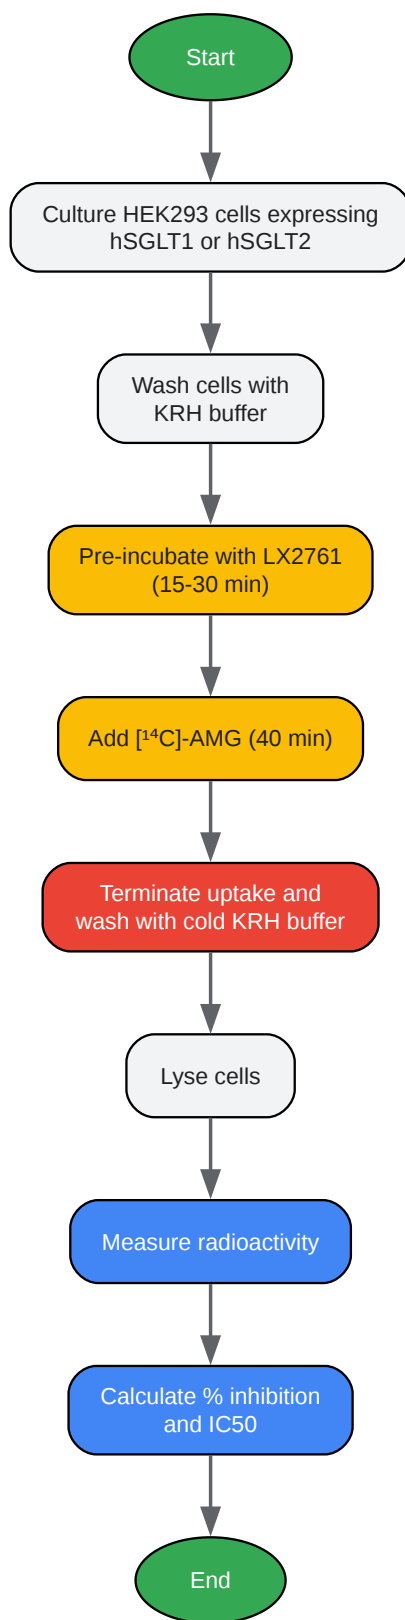 Start
Culture HEK293 cells expressing
hSGLT1 or hSGLT2
Wash cells with
KRH buffer
Pre-incubate with LX2761
(15-30 min)
Add [¹⁴C]-AMG (40 min)
Terminate uptake and
wash with cold KRH buffer
Lyse cells
Measure radioactivity
Calculate % inhibition
and IC50
End